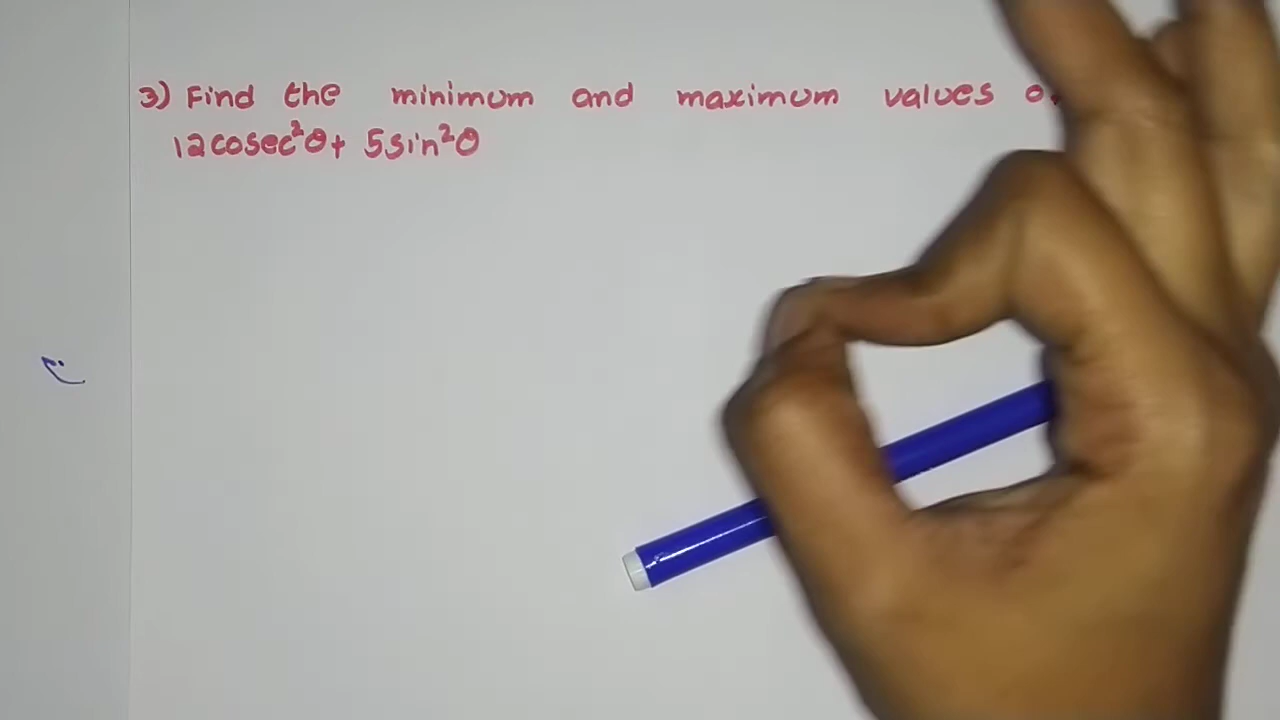 3) Find the minimum and maximum values
12cosec²θ+ 5sin²θ